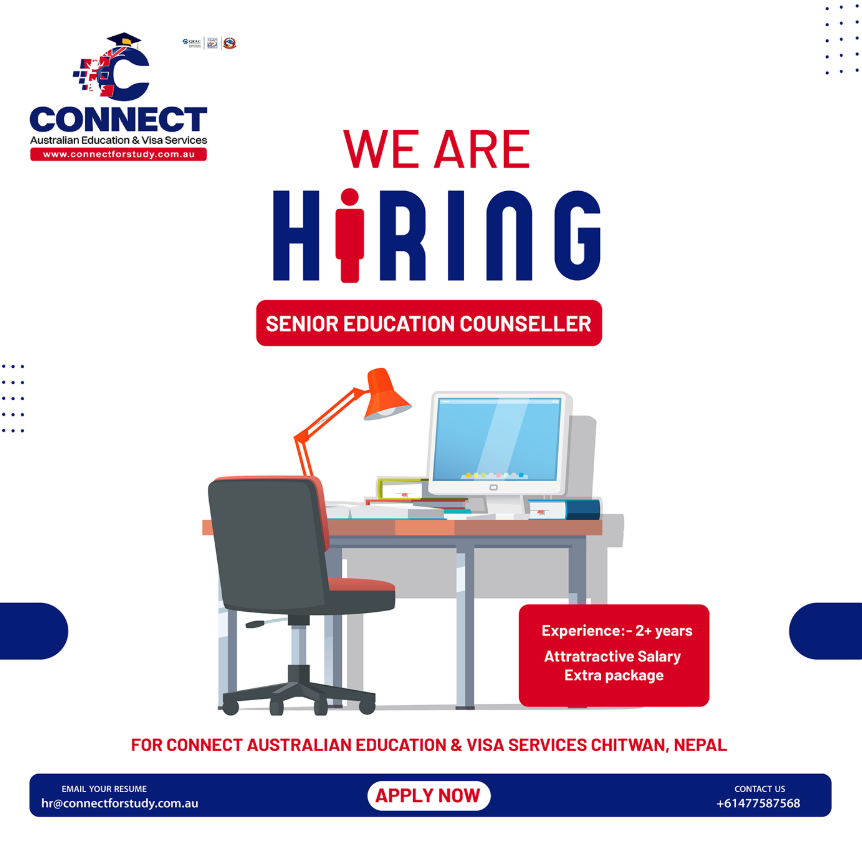 CONNECT
Australian Education & Visa Services
www.connectforstudy.com.au
WE ARE
HiRING
SENIOR EDUCATION COUNSELLER
Experience:- 2+ years
Attratractive Salary
Extra package
FOR CONNECT AUSTRALIAN EDUCATION & VISA SERVICES CHITWAN, NEPAL
EMAIL YOUR RESUME
hr@connectforstudy.com.au
APPLY NOW
CONTACT US
+61477587568